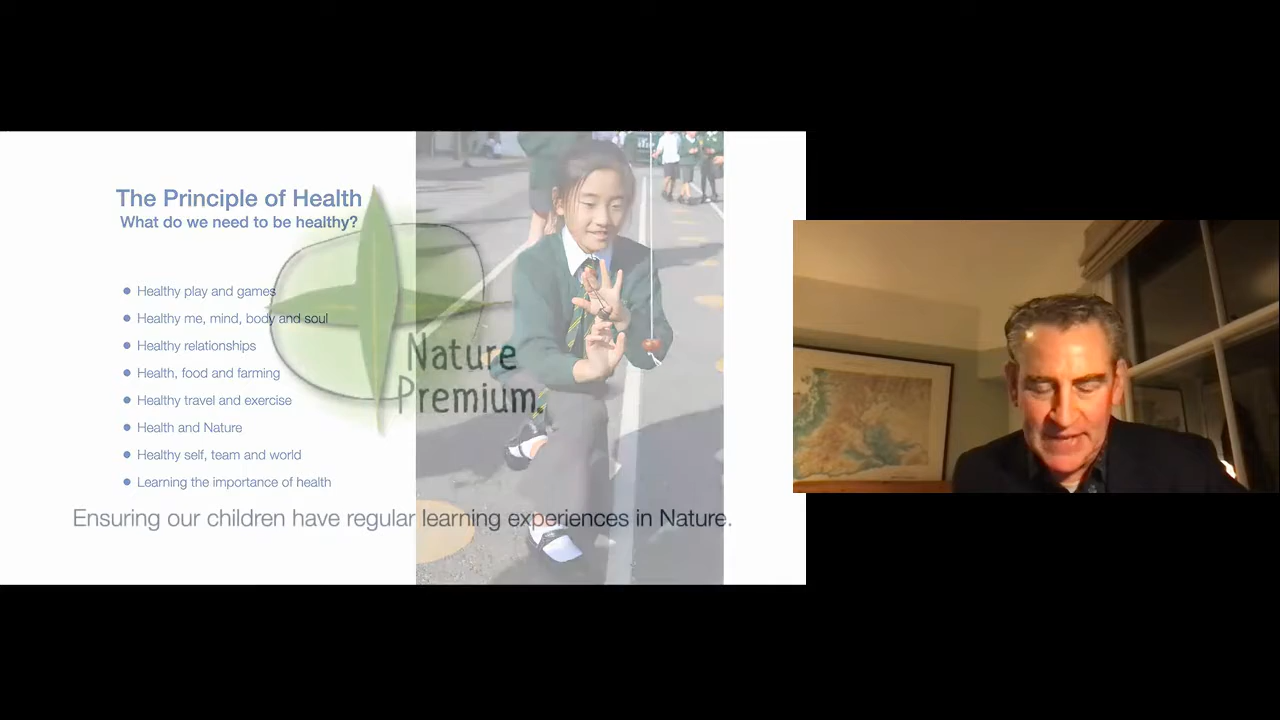 The Principle of Health
What do we need to be healthy?
Healthy play and games
Healthy me, mind, body and soul
Healthy relationships
Health, food and farming
Healthy travel and exercise
Health and Nature
Healthy self, team and world
Learning the importance of health
Nature
Premium.
Ensuring our children have regular learning experiences in Nature.